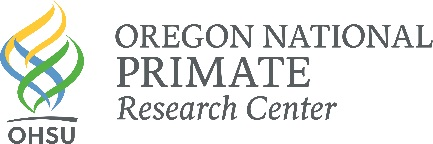 OREGON NATIONAL
PRIMATE
Research Center
OHSU